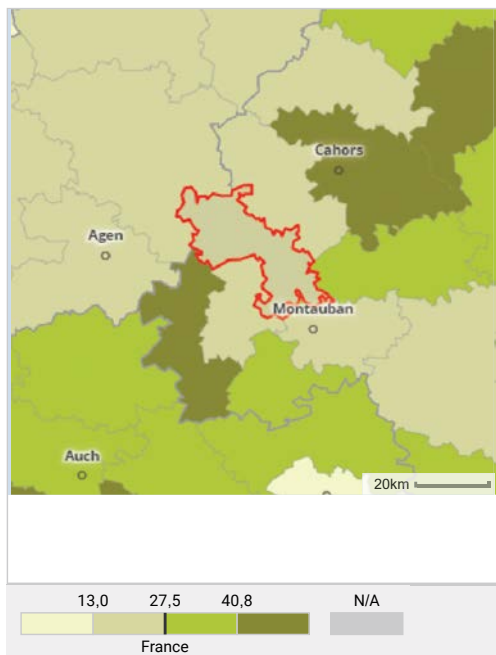 Cahors
Agen
Montauban
Auch
20km
13,0 27,5 40,8 N/A
France